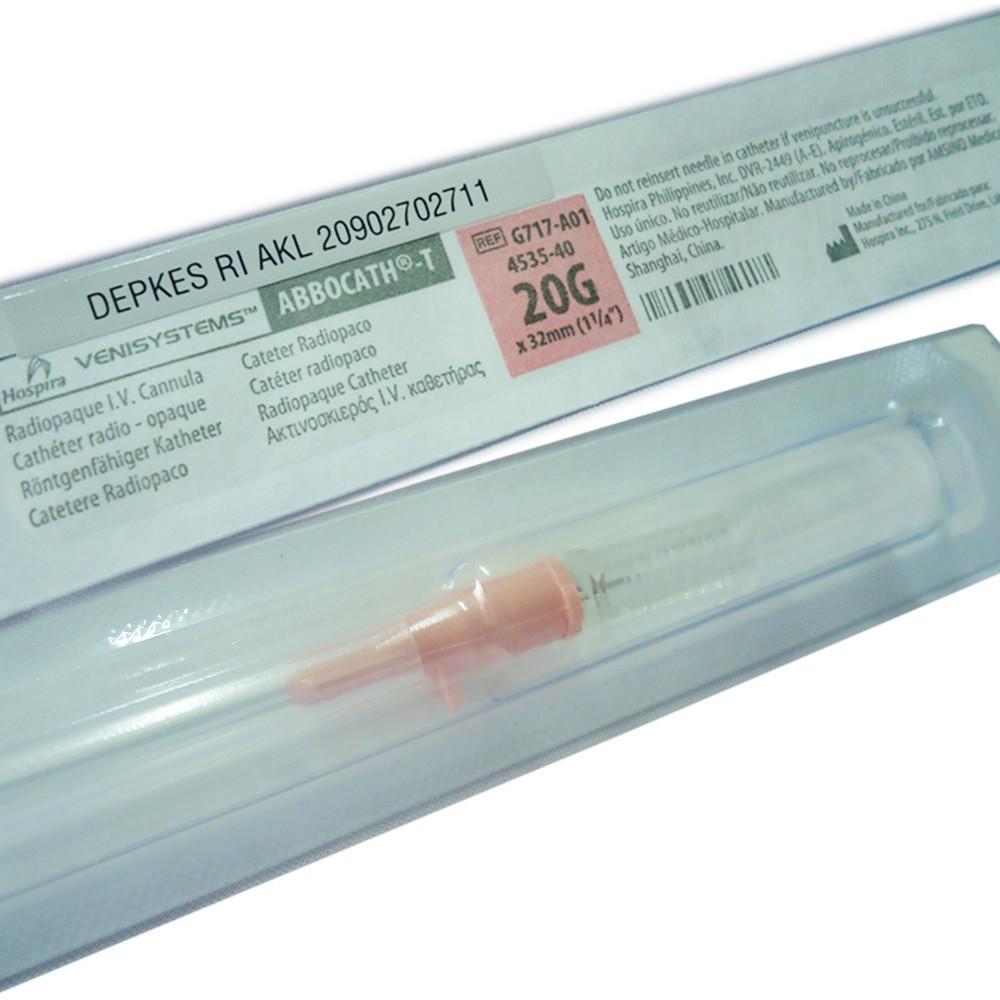 DEPKES RI AKL 20902702711
Hospira
VENISYSTEMS™
ABBOCATH®-T
Radiopaque I.V. Cannula
Cathéter radio - opaque
Röntgenfähiger Katheter
Catetere Radiopaco
Cateter Radiopaco
Catéter radiopaco
Radiopaque Catheter
Ακτινοσκιερός I.V. καθετήρας
REF G717-A01
4535-40
20G
x 32mm (1¹/₄")
Do not reinsert needle in catheter if venipuncture is unsuccessful.
Hospira Philippines, Inc. DVR-2449 (A-E). Apirogénico. Estéril. Est. por ETO.
Uso único. No reutilizar/Não reutilizar. No reprocesar/Proibido reprocessar.
Artigo Médico-Hospitalar. Manufactured by/Fabricado por AMSINO Medic
Shanghai, China.
Made in China
Manufactured for/Fabricado para:
Hospira Inc., 275 N. Field Drive,